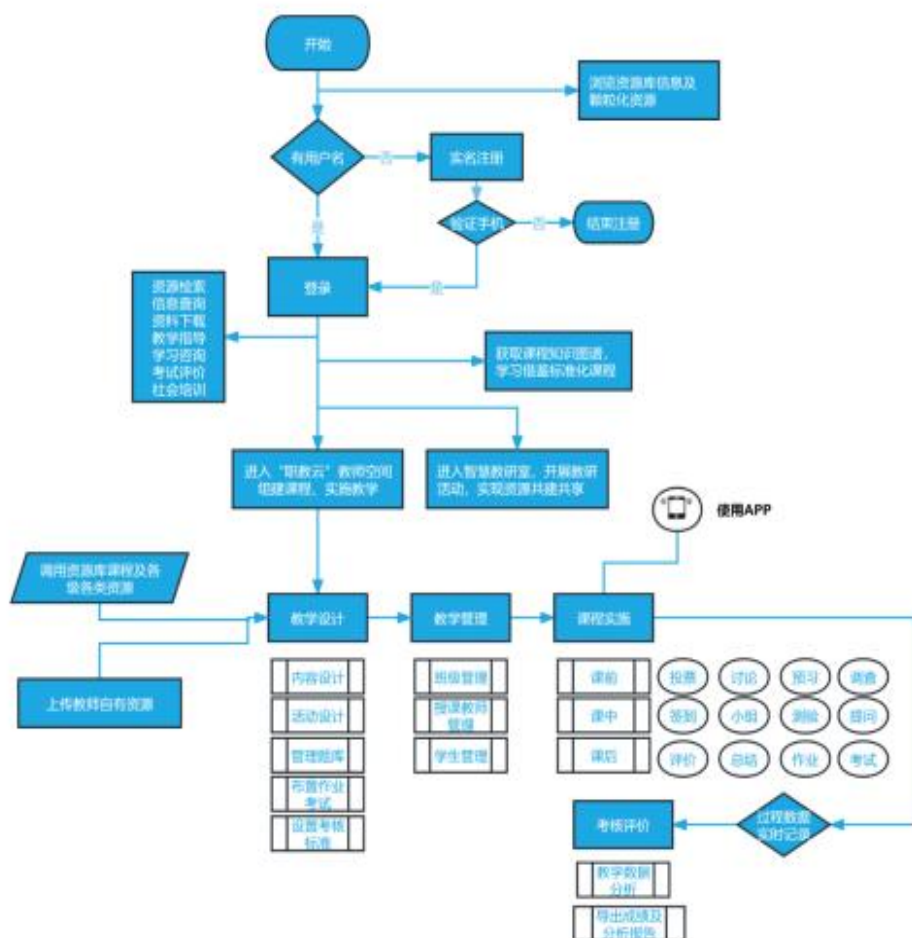 开始
浏览资源库信息及
颗粒化资源
有用户名
否
实名注册
验证手机
否
结束注册
是
登录
是
资源检索
信息查询
资料下载
教学指导
学习咨询
考试评价
社会培训
获取课程知识图谱，
学习借鉴标准化课程
进入“职教云”教师空间
组建课程、实施教学
进入智慧教研室，开展教研
活动，实现资源共建共享
使用APP
调用资源库课程及各
级各类资源
上传教师自有资源
教学设计
教学管理
课程实施
内容设计
活动设计
管理题库
布置作业
考试
设置考核
标准
班级管理
授课教师
管理
学生管理
课前
投票
讨论
预习
调查
课中
签到
小组
测验
提问
课后
评价
总结
作业
考试
考核评价
过程数据
实时记录
教学数据
分析
导出成绩及
分析报告